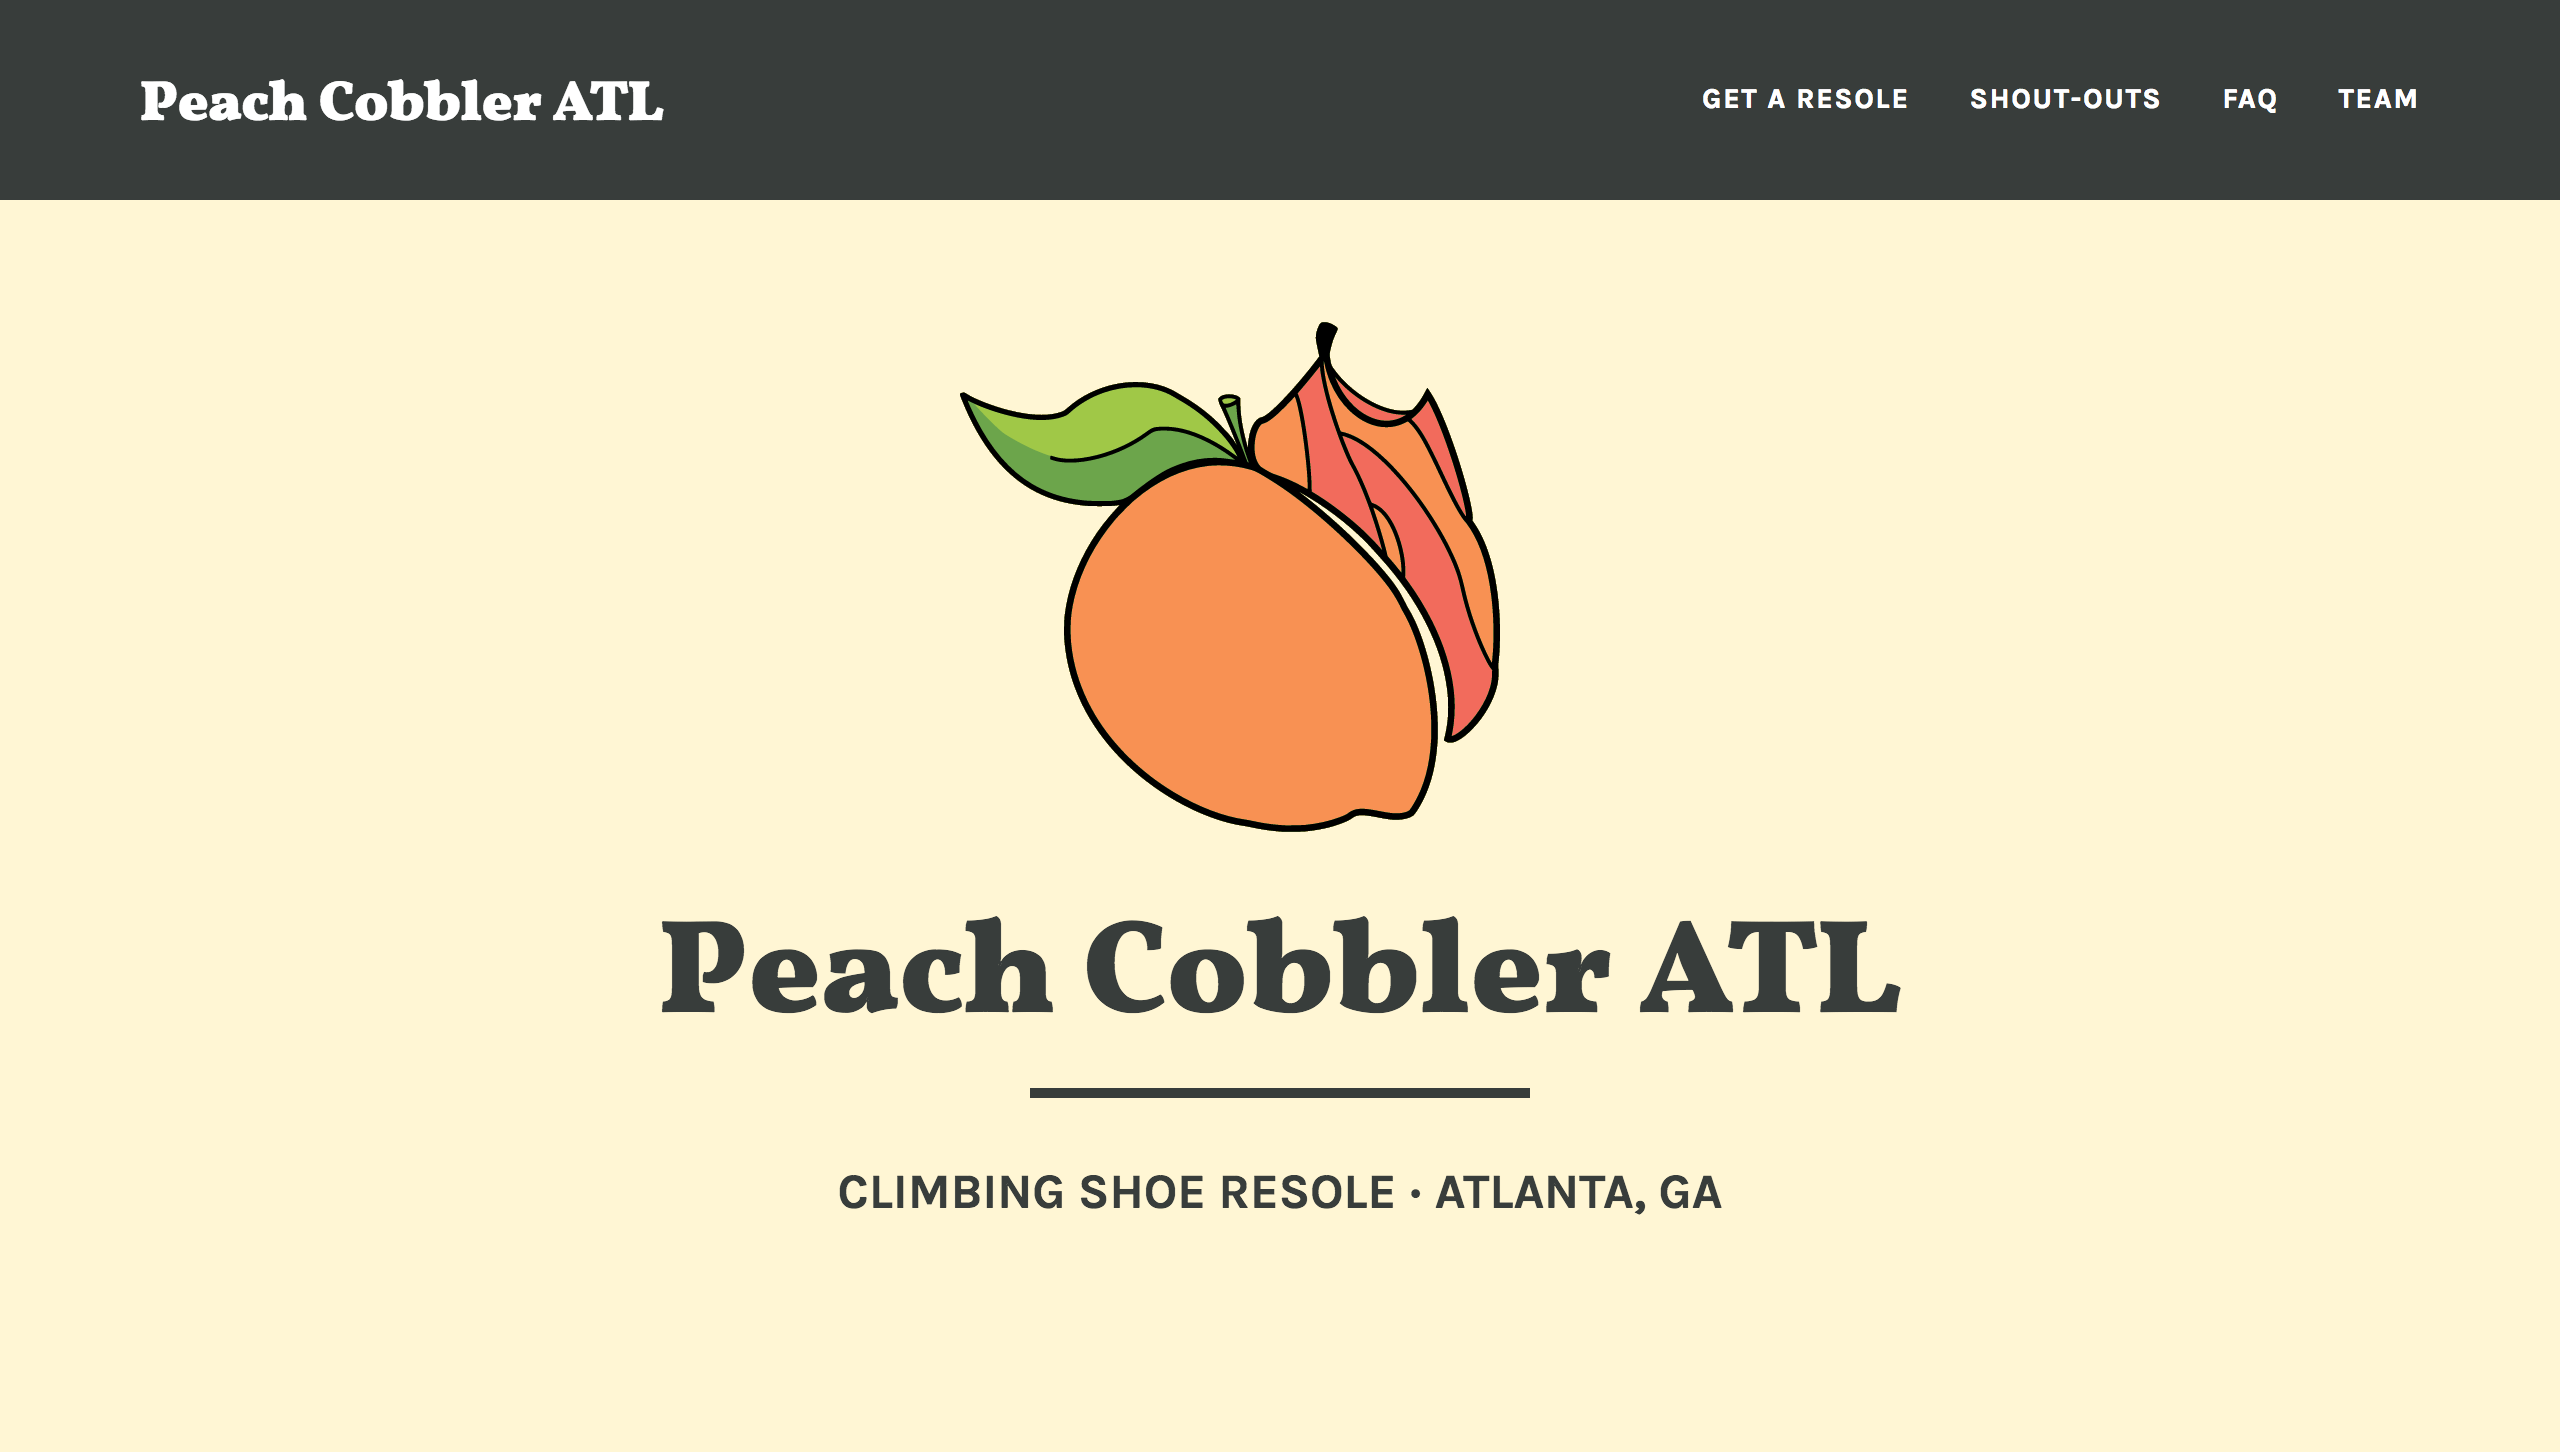 Peach Cobbler ATL
GET A RESOLE SHOUT-OUTS FAQ TEAM
Peach Cobbler ATL
CLIMBING SHOE RESOLE · ATLANTA, GA